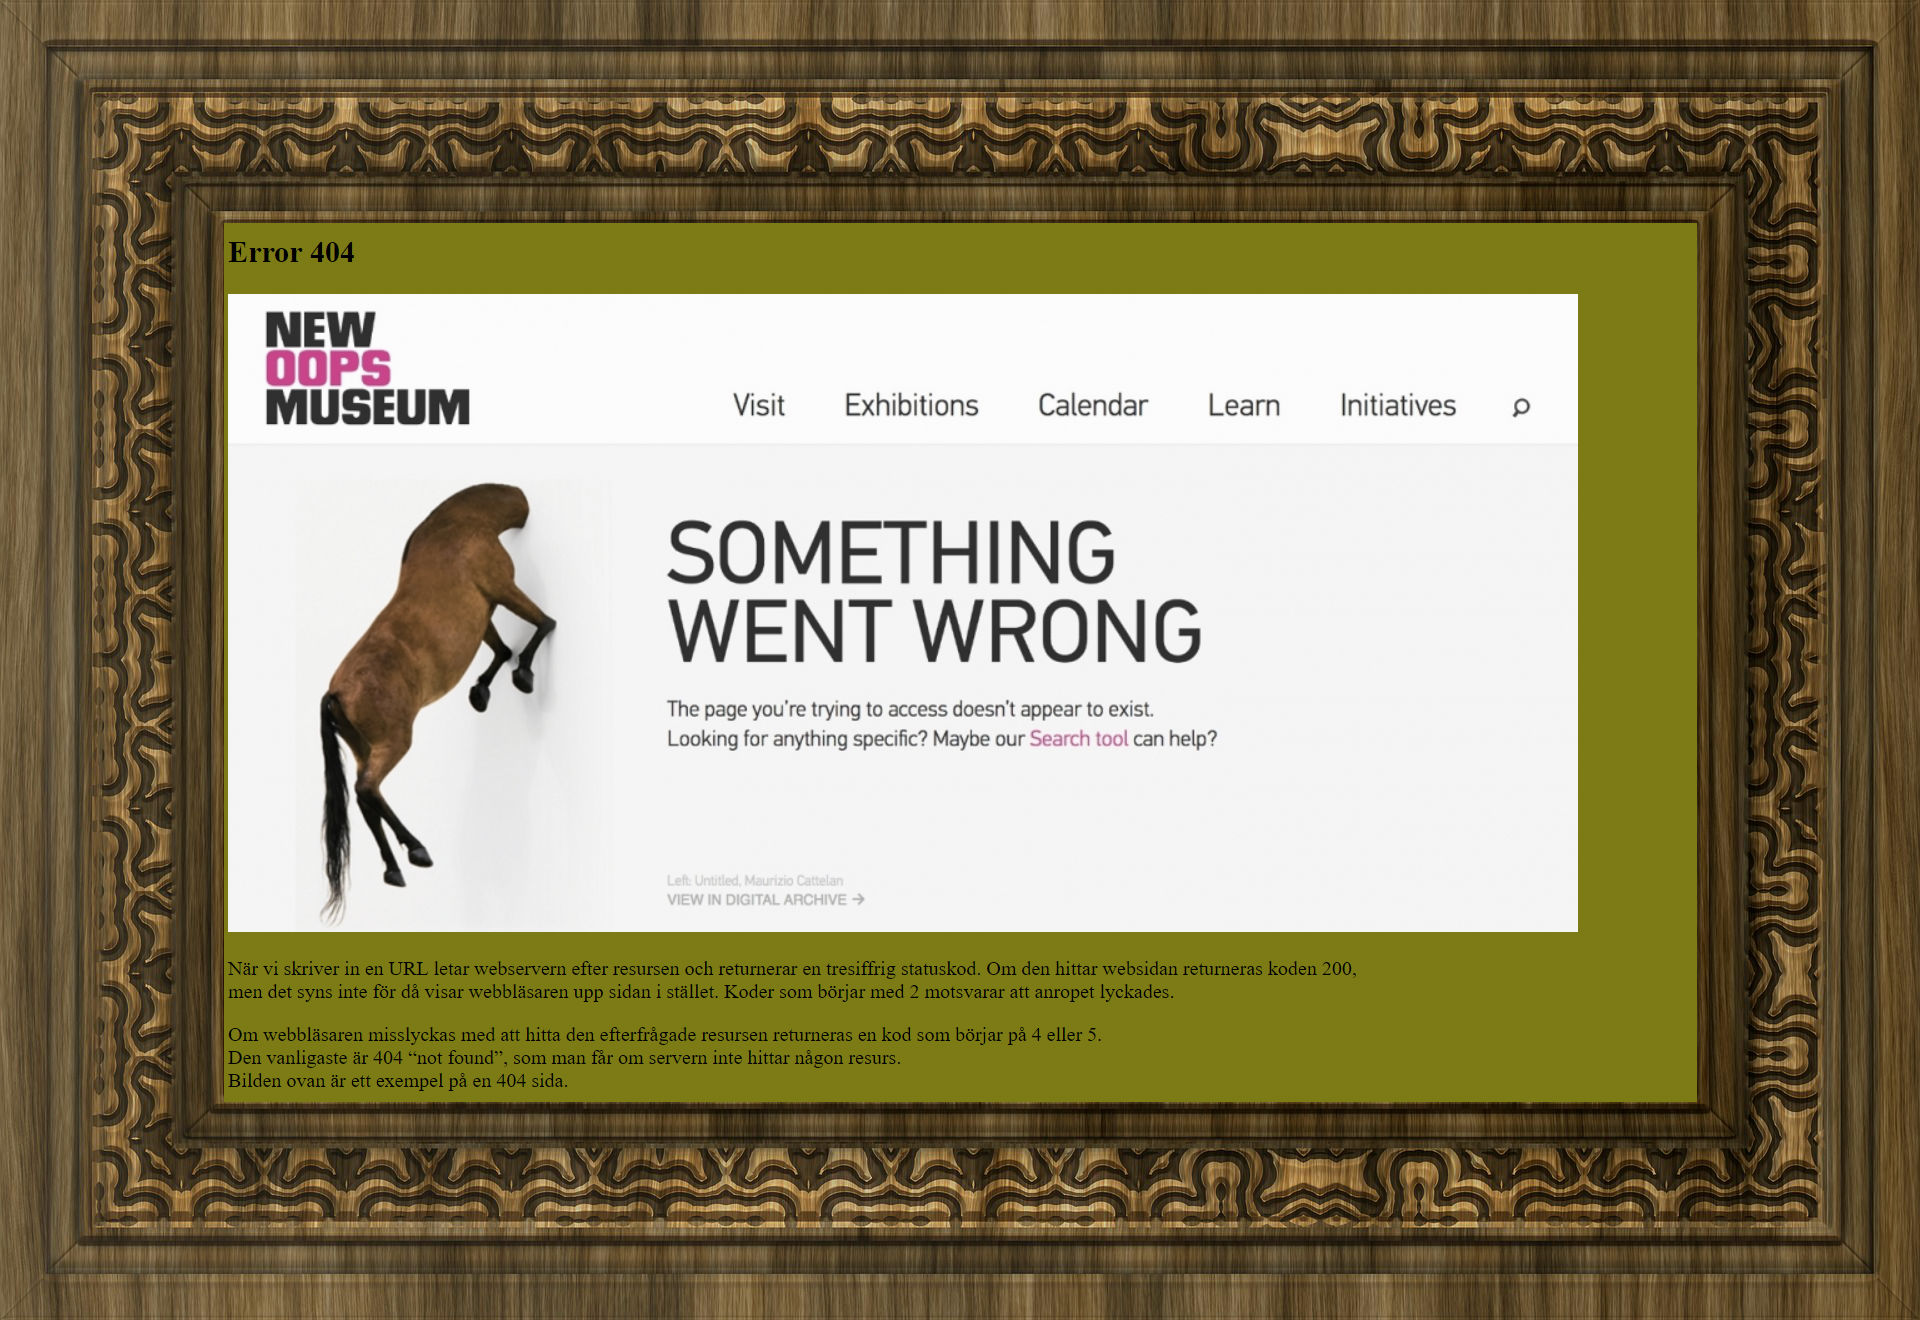 Error 404
NEW
OOPS
MUSEUM
Visit Exhibitions Calendar Learn Initiatives
SOMETHING
WENT WRONG
The page you're trying to access doesn't appear to exist.
Looking for anything specific? Maybe our Search tool can help?
Left: Untitled, Maurizio Cattelan
VIEW IN DIGITAL ARCHIVE →
När vi skriver in en URL letar webservern efter resursen och returnerar en tresiffrig statuskod. Om den hittar websidan returneras koden 200,
men det syns inte för då visar webbläsaren upp sidan i stället. Koder som börjar med 2 motsvarar att anropet lyckades.
Om webbläsaren misslyckas med att hitta den efterfrågade resursen returneras en kod som börjar på 4 eller 5.
Den vanligaste är 404 “not found”, som man får om servern inte hittar någon resurs.
Bilden ovan är ett exempel på en 404 sida.